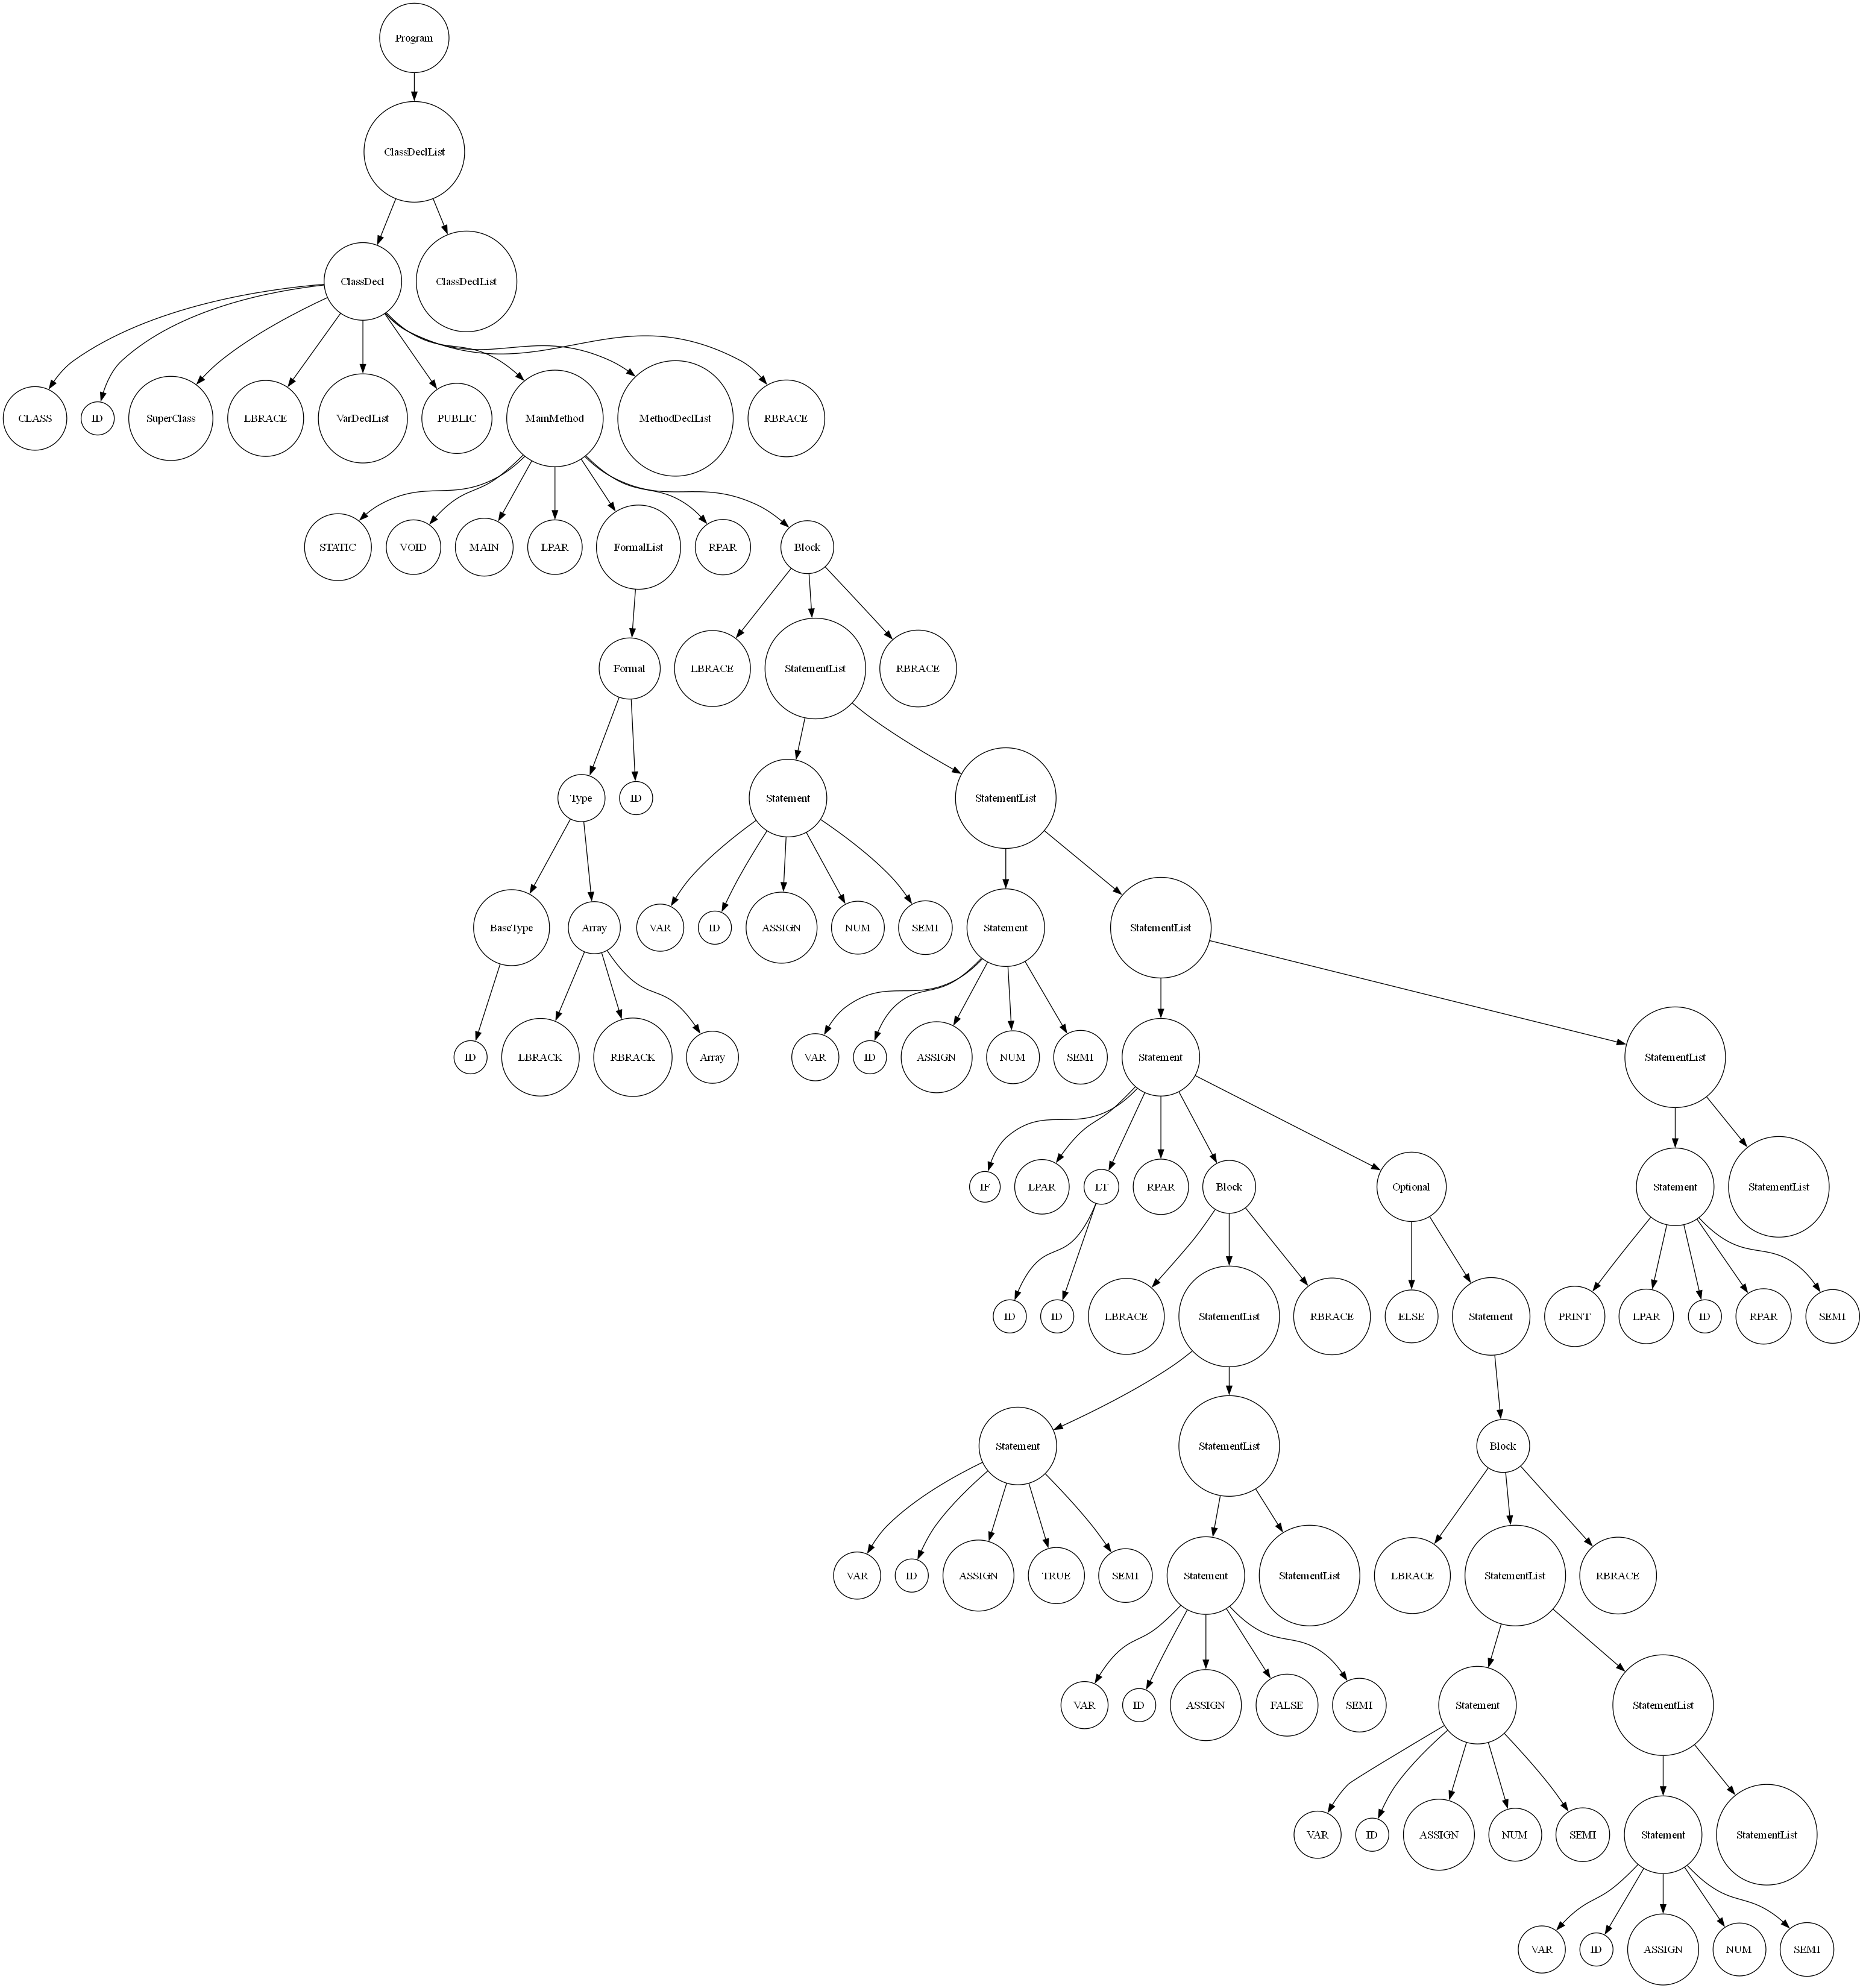 Program
ClassDeclList
ClassDecl
ClassDeclList
CLASS
ID
SuperClass
LBRACE
VarDeclList
PUBLIC
MainMethod
MethodDeclList
RBRACE
STATIC
VOID
MAIN
LPAR
FormalList
RPAR
Block
Formal
LBRACE
StatementList
RBRACE
Type
ID
Statement
StatementList
BaseType
Array
VAR
ID
ASSIGN
NUM
SEMI
Statement
StatementList
ID
LBRACK
RBRACK
Array
VAR
ID
ASSIGN
NUM
SEMI
Statement
StatementList
IF
LPAR
LT
RPAR
Block
Optional
Statement
StatementList
ID
ID
LBRACE
StatementList
RBRACE
ELSE
Statement
PRINT
LPAR
ID
RPAR
SEMI
Statement
StatementList
Block
VAR
ID
ASSIGN
TRUE
SEMI
Statement
StatementList
LBRACE
StatementList
RBRACE
VAR
ID
ASSIGN
FALSE
SEMI
Statement
StatementList
VAR
ID
ASSIGN
NUM
SEMI
Statement
StatementList
VAR
ID
ASSIGN
NUM
SEMI